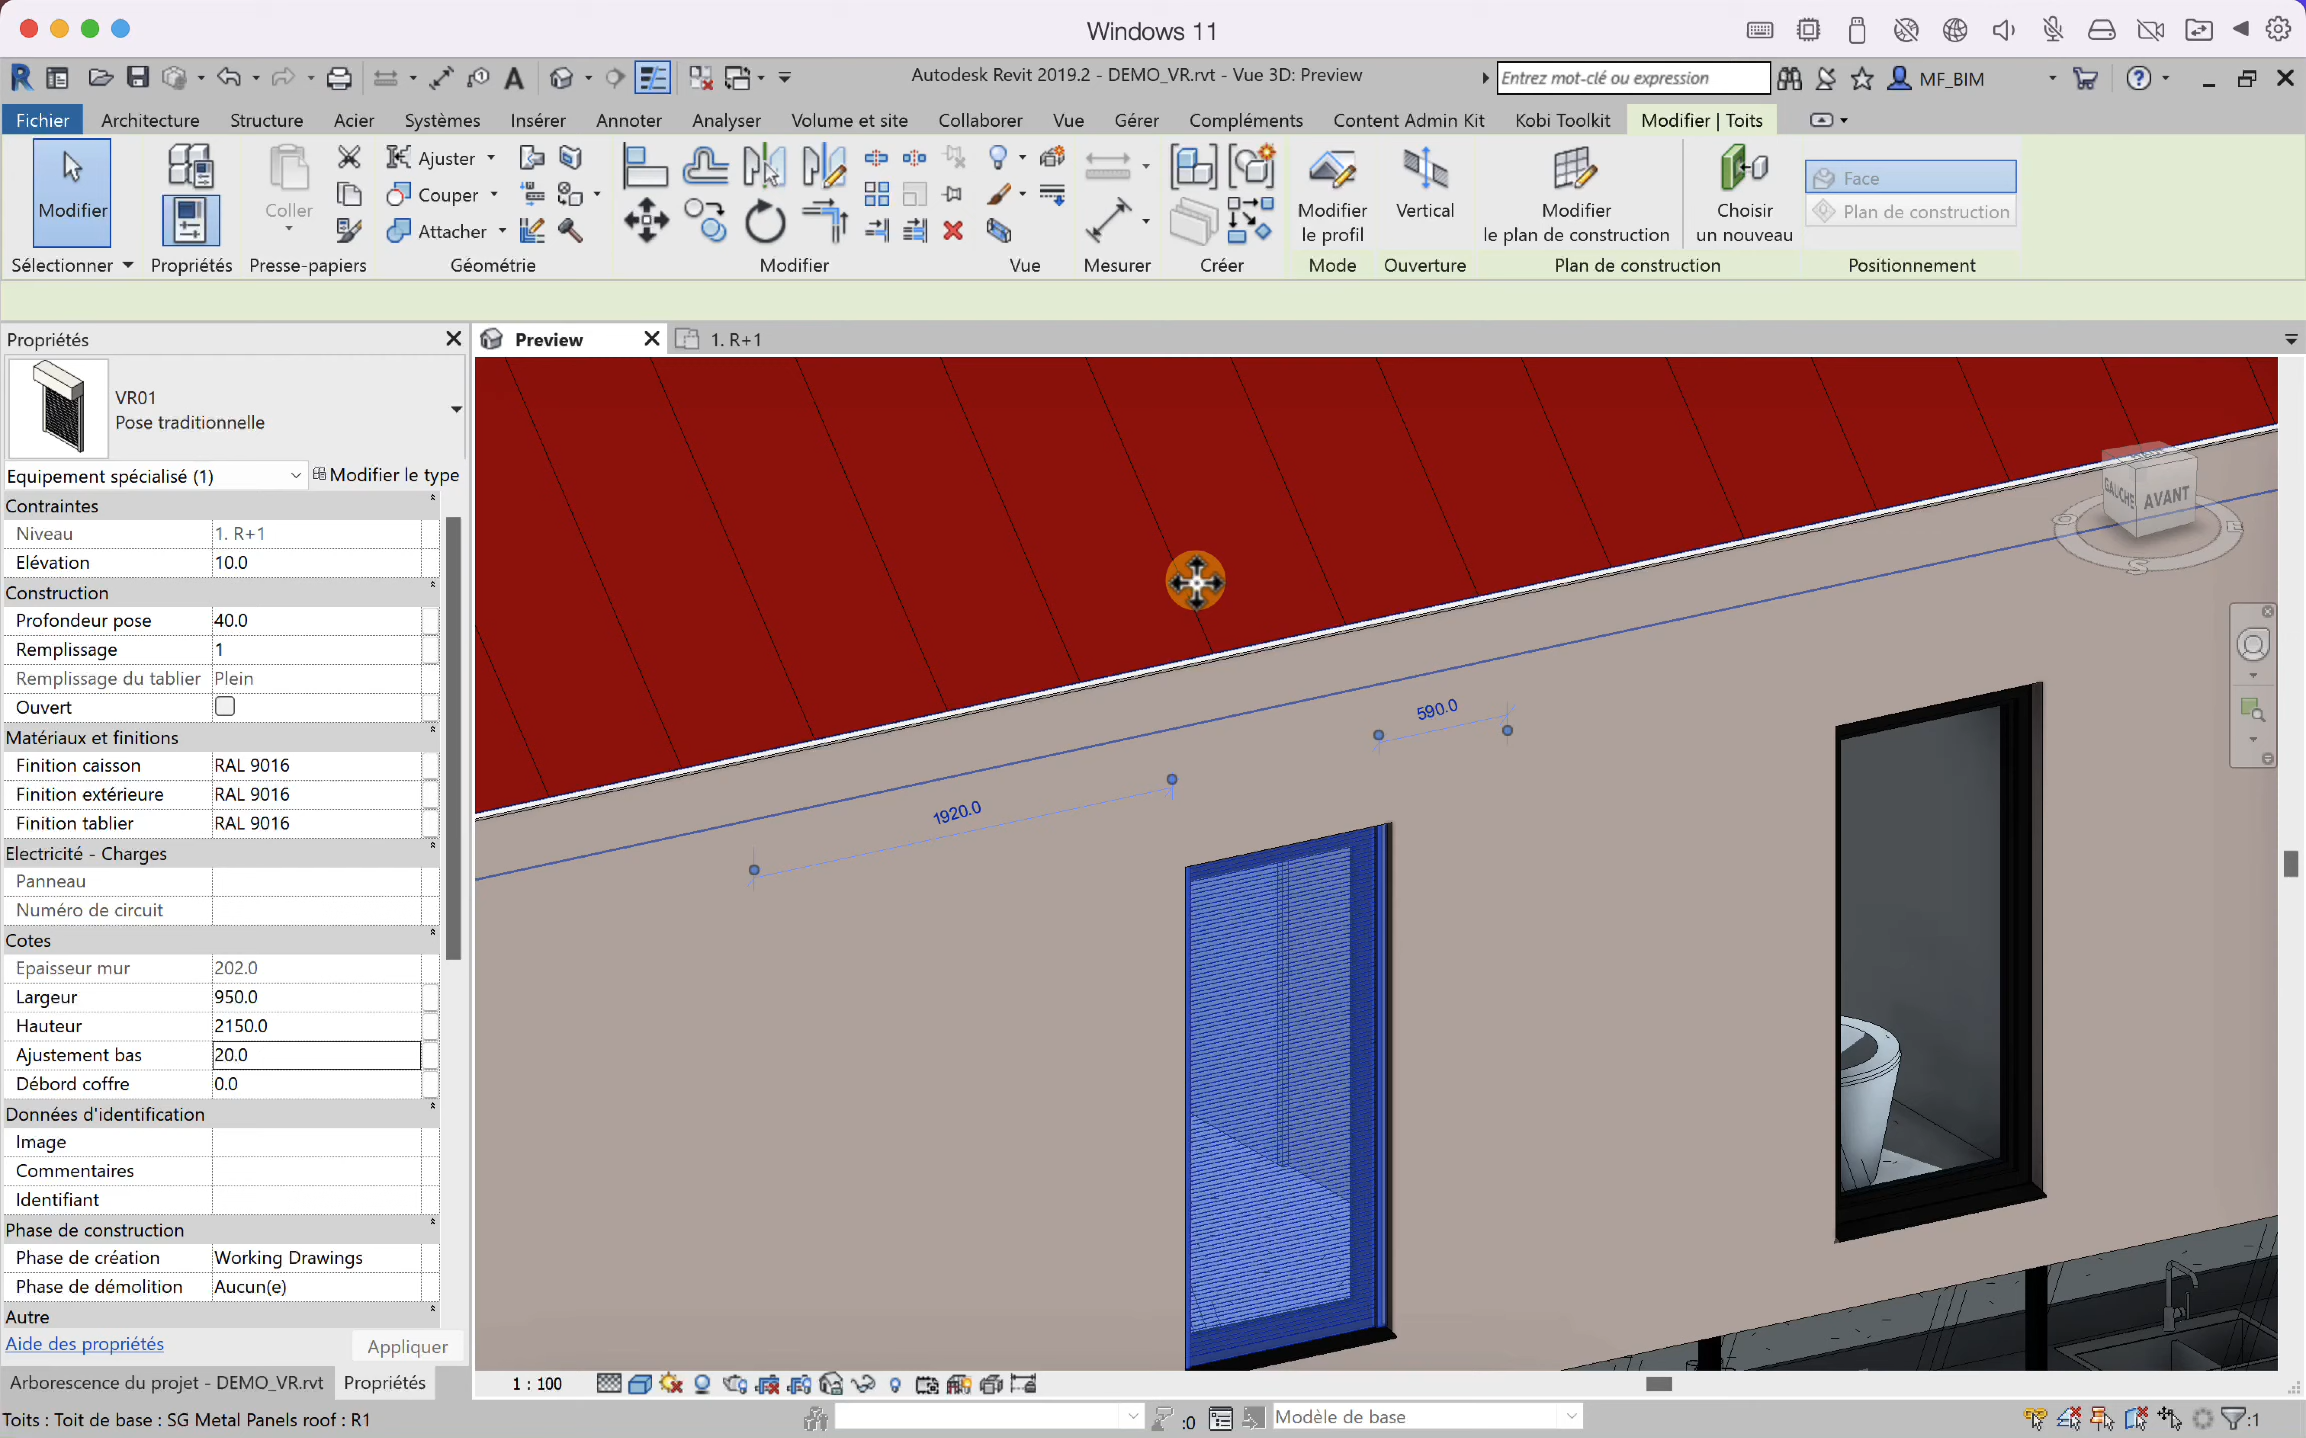 Windows 11
Autodesk Revit 2019.2 - DEMO_VR.rvt - Vue 3D: Preview
Entrez mot-clé ou expression
MF_BIM
Fichier Architecture Structure Acier Systèmes Insérer Annoter Analyser Volume et site Collaborer Vue Gérer Compléments Content Admin Kit Kobi Toolkit Modifier | Toits
Modifier
Coller
Ajuster
Couper
Attacher
Modifier
le profil
Vertical
Modifier
le plan de construction
Choisir
un nouveau
Face
Plan de construction
Sélectionner Propriétés Presse-papiers Géométrie Modifier Vue Mesurer Créer Mode Ouverture Plan de construction Positionnement
Propriétés
Preview
1. R+1
VR01
Pose traditionnelle
Equipement spécialisé (1)
Modifier le type
Contraintes
Niveau 1. R+1
Elévation 10.0
Construction
Profondeur pose 40.0
Remplissage 1
Remplissage du tablier Plein
Ouvert
Matériaux et finitions
Finition caisson RAL 9016
Finition extérieure RAL 9016
Finition tablier RAL 9016
Electricité - Charges
Panneau
Numéro de circuit
Cotes
Epaisseur mur 202.0
Largeur 950.0
Hauteur 2150.0
Ajustement bas 20.0
Débord coffre 0.0
Données d'identification
Image
Commentaires
Identifiant
Phase de construction
Phase de création Working Drawings
Phase de démolition Aucun(e)
Autre
Aide des propriétés
Appliquer
Arborescence du projet - DEMO_VR.rvt
Propriétés
GAUCHE
AVANT
O
E
S
590.0
1920.0
1 : 100
Toits : Toit de base : SG Metal Panels roof : R1
:0
Modèle de base
:1